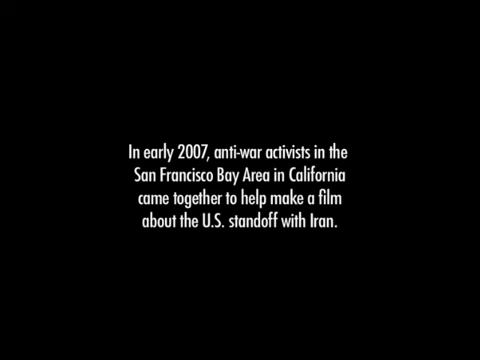 In early 2007, anti-war activists in the
San Francisco Bay Area in California
came together to help make a film
about the U.S. standoff with Iran.